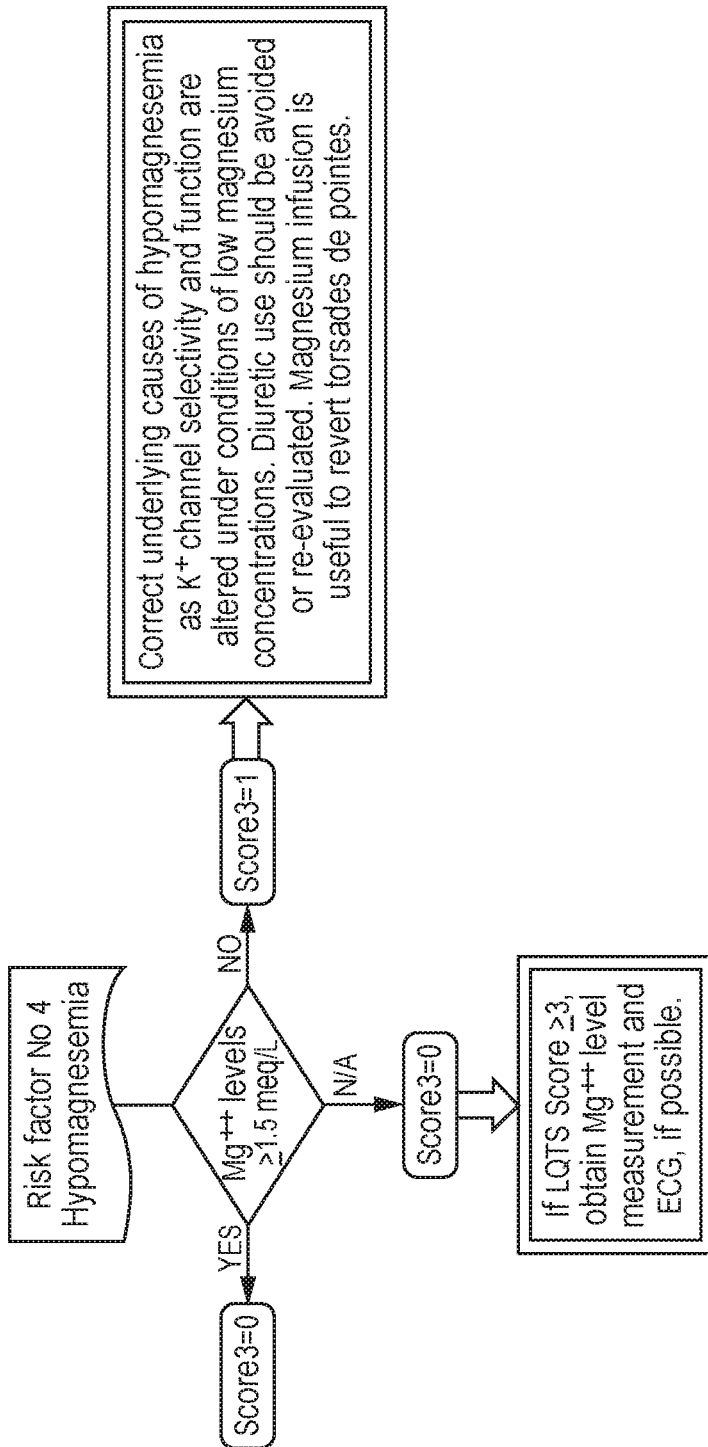 Risk factor No 4
Hypomagnesemia
Mg++ levels
≥1.5 meq/L
YES
Score3=0
NO
Score3=1
Correct underlying causes of hypomagnesemia
as K+ channel selectivity and function are
altered under conditions of low magnesium
concentrations. Diuretic use should be avoided
or re-evaluated. Magnesium infusion is
useful to revert torsades de pointes.
N/A
Score3=0
If LQTS Score ≥3,
obtain Mg++ level
measurement and
ECG, if possible.